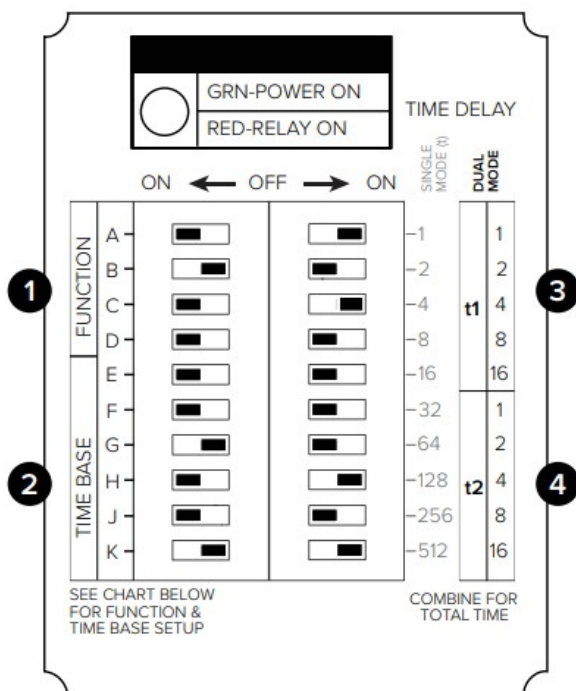 GRN-POWER ON
RED-RELAY ON
TIME DELAY
SINGLE
MODE (t)
DUAL
MODE
ON ← OFF → ON
FUNCTION
TIME BASE
A
B
C
D
E
F
G
H
J
K
-1
-2
-4
-8
-16
-32
-64
-128
-256
-512
t1
1
2
4
8
16
t2
1
2
4
8
16
1
2
3
4
SEE CHART BELOW
FOR FUNCTION &
TIME BASE SETUP
COMBINE FOR
TOTAL TIME